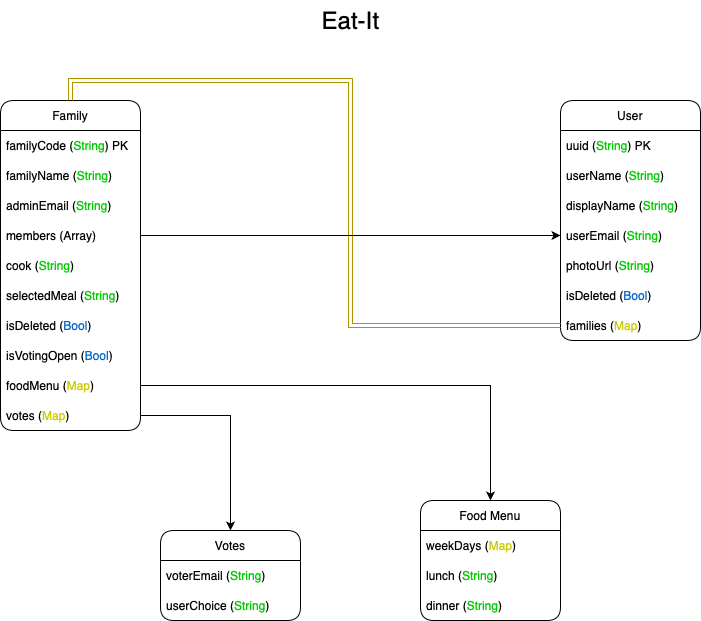 Eat-It
Family
familyCode (String) PK
familyName (String)
adminEmail (String)
members (Array)
cook (String)
selectedMeal (String)
isDeleted (Bool)
isVotingOpen (Bool)
foodMenu (Map)
votes (Map)
User
uuid (String) PK
userName (String)
displayName (String)
userEmail (String)
photoUrl (String)
isDeleted (Bool)
families (Map)
Votes
voterEmail (String)
userChoice (String)
Food Menu
weekDays (Map)
lunch (String)
dinner (String)